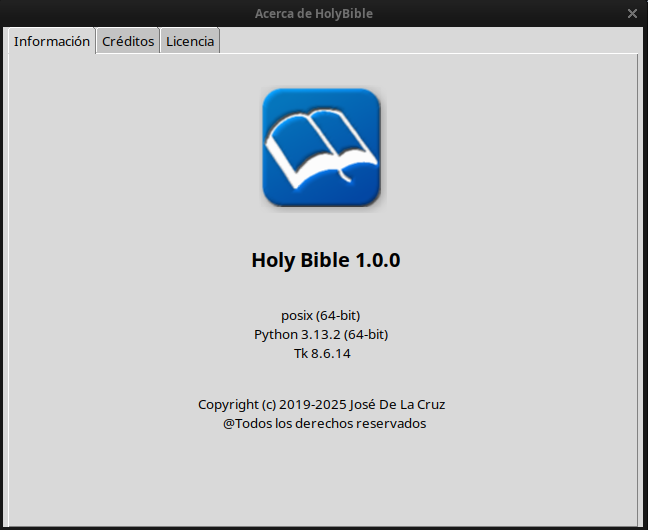 Acerca de HolyBible
Información Créditos Licencia
Holy Bible 1.0.0
posix (64-bit)
Python 3.13.2 (64-bit)
Tk 8.6.14
Copyright (c) 2019-2025 José De La Cruz
@Todos los derechos reservados